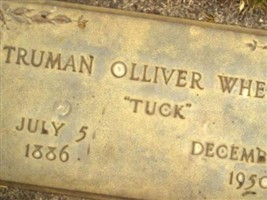 TRUMAN OLLIVER WHE
"TUCK"
JULY 5 DECEMB
1886 195